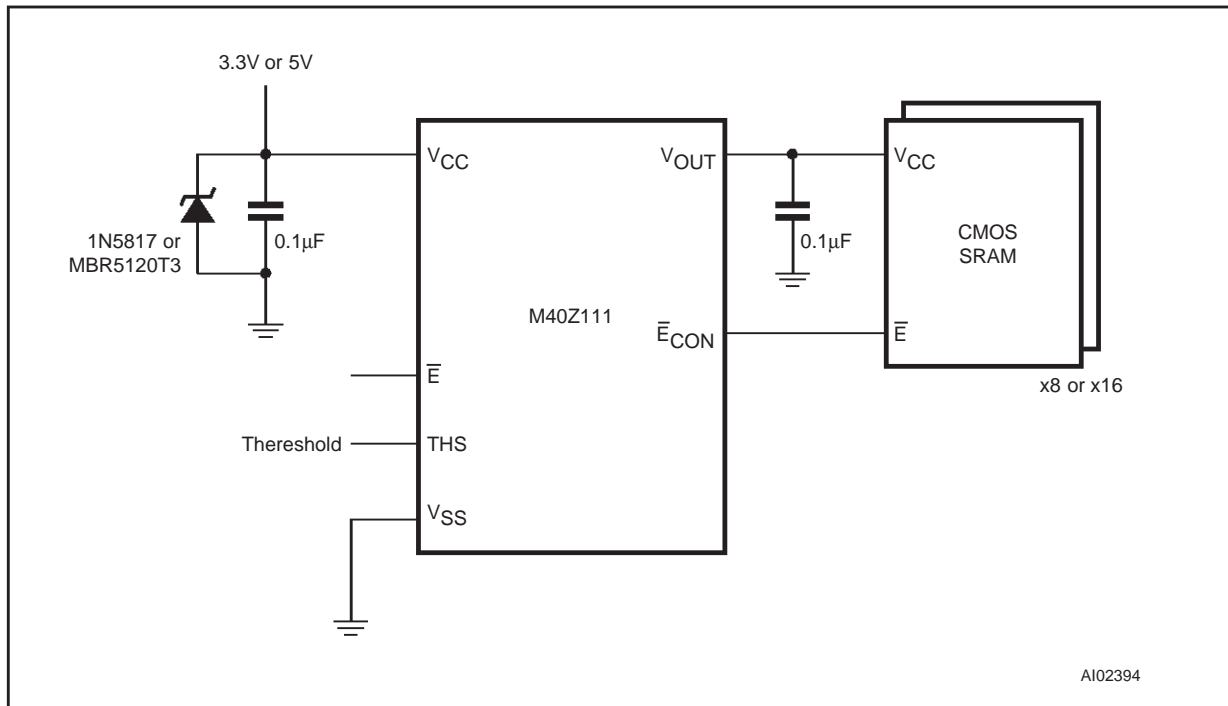 3.3V or 5V
VCC
VOUT
VCC
1N5817 or
MBR5120T3
0.1µF
0.1µF
CMOS
SRAM
M40Z111
E̅CON
E̅
E̅
x8 or x16
Thereshold
THS
VSS
AI02394